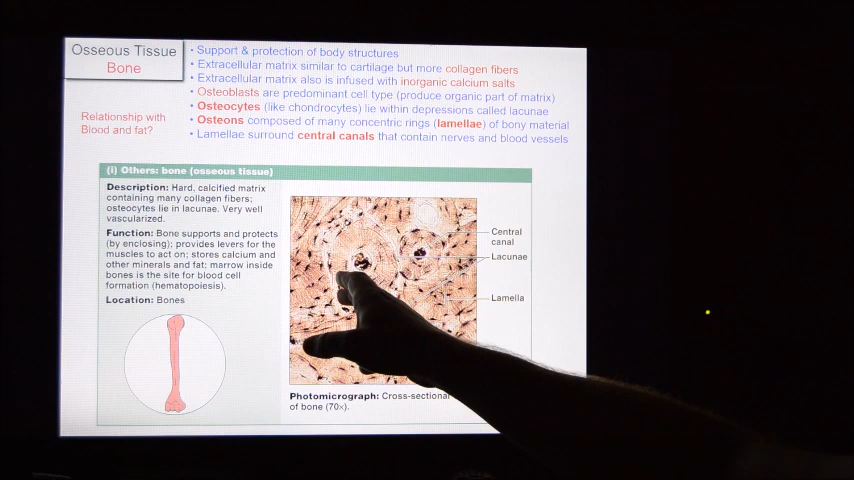 Osseous Tissue
Bone
• Support & protection of body structures
• Extracellular matrix similar to cartilage but more collagen fibers
• Extracellular matrix also is infused with inorganic calcium salts
• Osteoblasts are predominant cell type (produce organic part of matrix)
• Osteocytes (like chondrocytes) lie within depressions called lacunae
• Osteons composed of many concentric rings (lamellae) of bony material
• Lamellae surround central canals that contain nerves and blood vessels
Relationship with
Blood and fat?
(i) Others: bone (osseous tissue)
Description: Hard, calcified matrix
containing many collagen fibers;
osteocytes lie in lacunae. Very well
vascularized.
Function: Bone supports and protects
(by enclosing); provides levers for the
muscles to act on; stores calcium and
other minerals and fat; marrow inside
bones is the site for blood cell
formation (hematopoiesis).
Location: Bones
Central
canal
Lacunae
Lamella
Photomicrograph: Cross-sectional
of bone (70×).